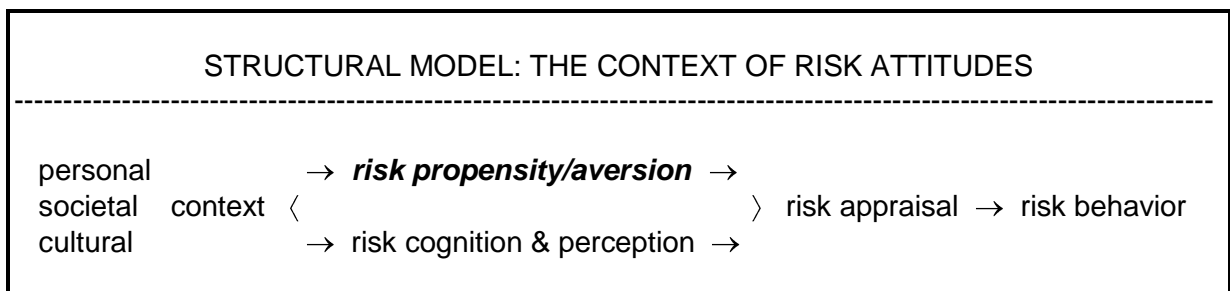 STRUCTURAL MODEL: THE CONTEXT OF RISK ATTITUDES
personal → risk propensity/aversion →
societal context 〈 〉 risk appraisal → risk behavior
cultural → risk cognition & perception →